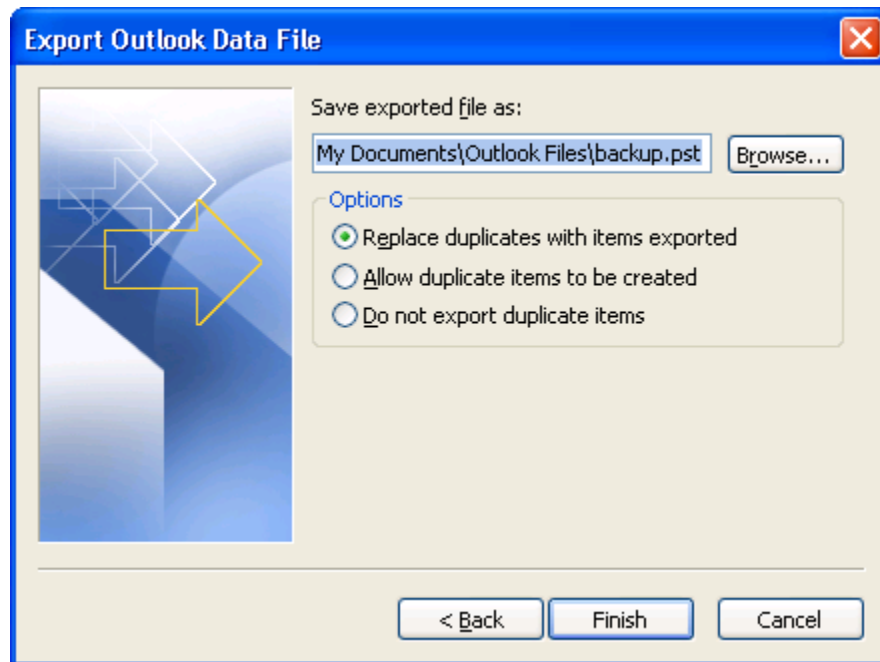 Export Outlook Data File
Save exported file as:
My Documents\Outlook Files\backup.pst
Browse...
Options
Replace duplicates with items exported
Allow duplicate items to be created
Do not export duplicate items
< Back Finish Cancel